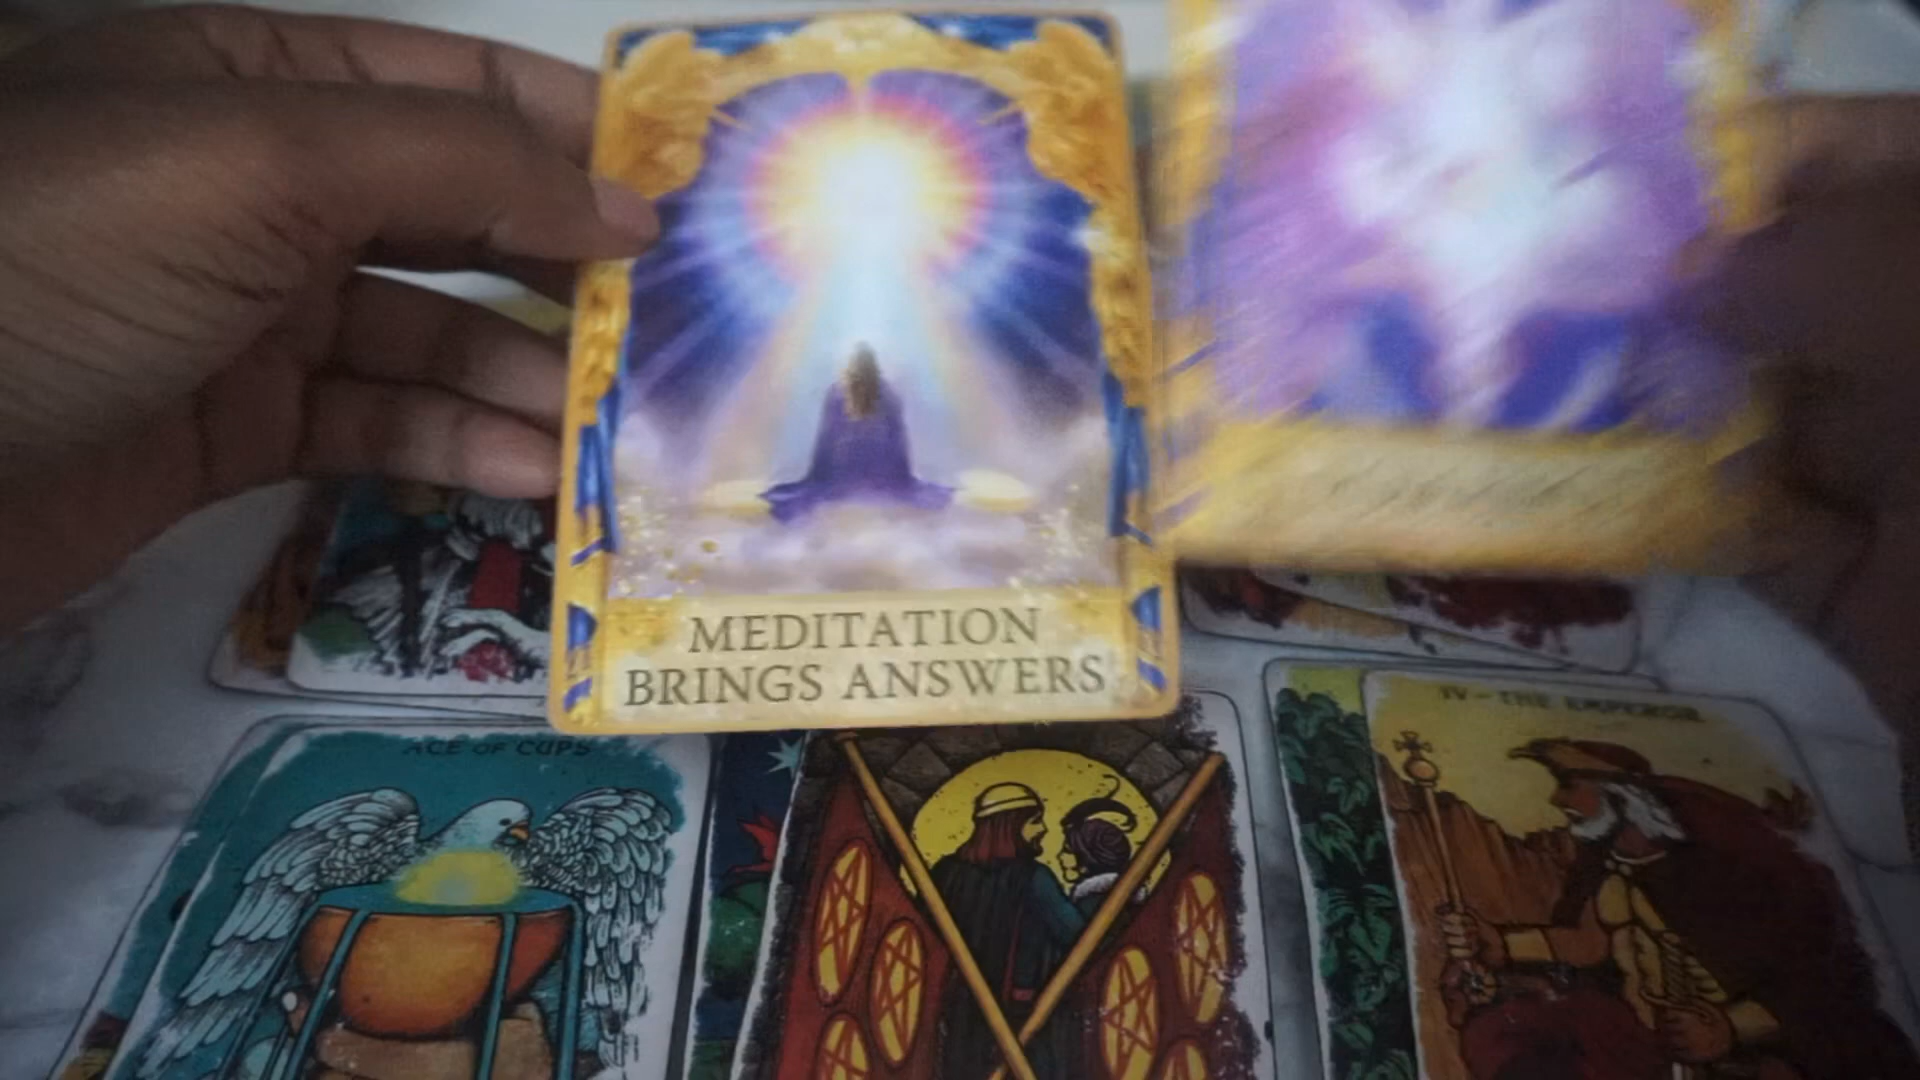 MEDITATION
BRINGS ANSWERS
ACE OF CUPS
IV - THE EMPEROR